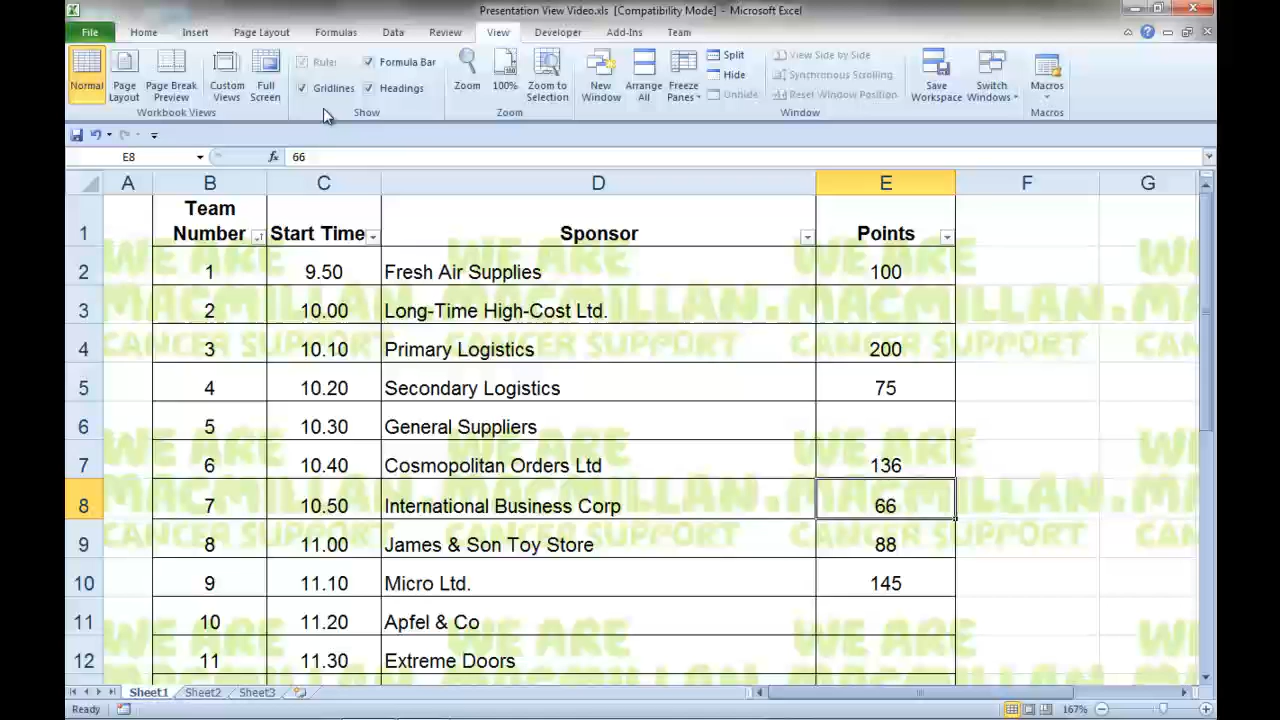 Presentation View Video.xls [Compatibility Mode] - Microsoft Excel
File Home Insert Page Layout Formulas Data Review View Developer Add-Ins Team
Normal Page Layout Page Break Preview Custom Views Full Screen
Workbook Views
Ruler Formula Bar
Gridlines Headings
Show
Zoom 100% Zoom to Selection
Zoom
New Window Arrange All Freeze Panes
Split
Hide
Unhide
View Side by Side
Synchronous Scrolling
Reset Window Position
Window
Save Workspace Switch Windows
Macros
Macros
E8 fx 66
A B C D E F G
1 Team Number Start Time Sponsor Points
2 1 9.50 Fresh Air Supplies 100
3 2 10.00 Long-Time High-Cost Ltd.
4 3 10.10 Primary Logistics 200
5 4 10.20 Secondary Logistics 75
6 5 10.30 General Suppliers
7 6 10.40 Cosmopolitan Orders Ltd 136
8 7 10.50 International Business Corp 66
9 8 11.00 James & Son Toy Store 88
10 9 11.10 Micro Ltd. 145
11 10 11.20 Apfel & Co
12 11 11.30 Extreme Doors
WE ARE MACMILLAN. CANCER SUPPORT
Sheet1 Sheet2 Sheet3
Ready 167%